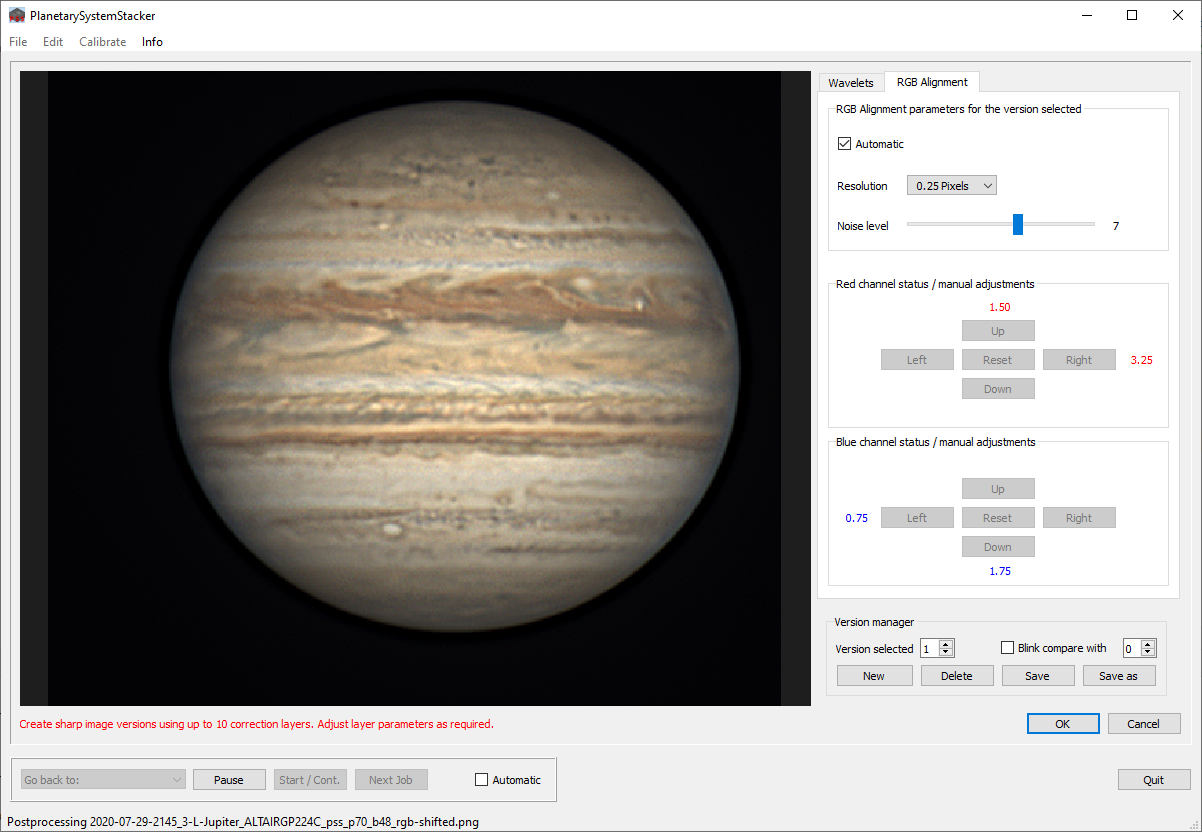 PlanetarySystemStacker
File Edit Calibrate Info
Wavelets RGB Alignment
RGB Alignment parameters for the version selected
Automatic
Resolution 0.25 Pixels
Noise level 7
Red channel status / manual adjustments
1.50
Up
Left Reset Right 3.25
Down
Blue channel status / manual adjustments
Up
0.75 Left Reset Right
Down
1.75
Version manager
Version selected 1 Blink compare with 0
New Delete Save Save as
Create sharp image versions using up to 10 correction layers. Adjust layer parameters as required.
OK Cancel
Go back to: Pause Start / Cont. Next Job Automatic Quit
Postprocessing 2020-07-29-2145_3-L-Jupiter_ALTAIRGP224C_pss_p70_b48_rgb-shifted.png